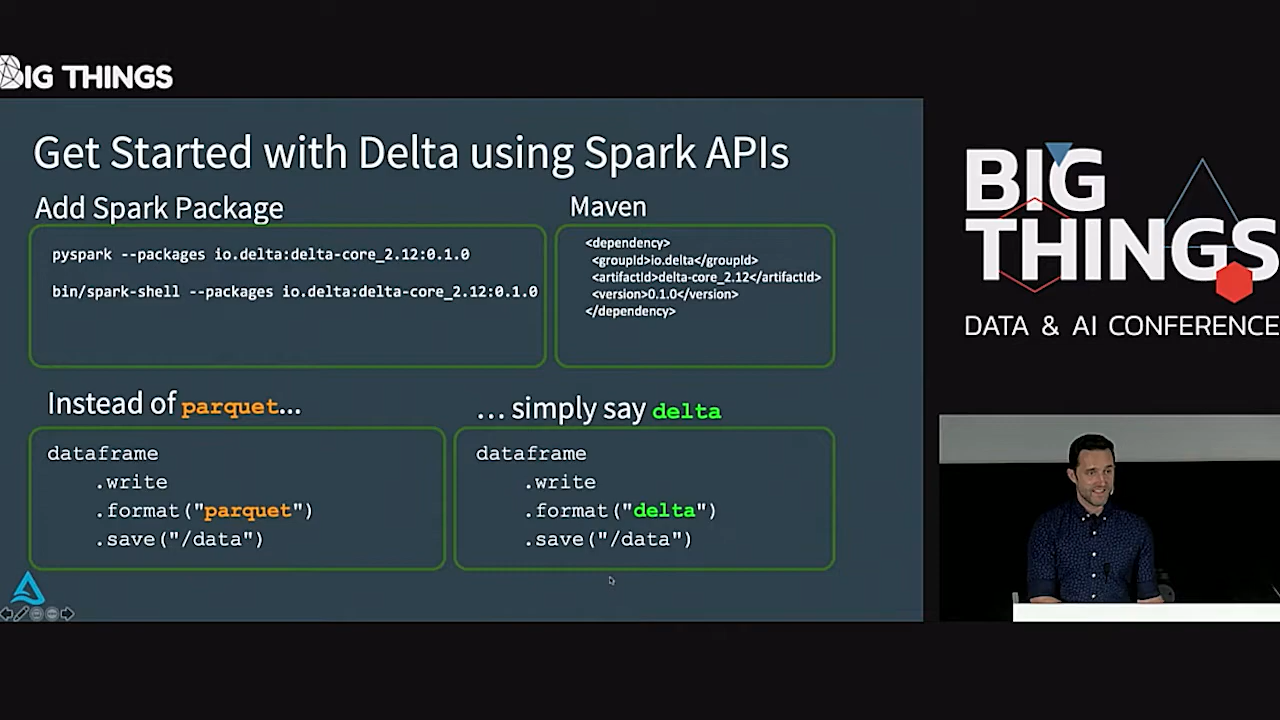 BIG THINGS
Get Started with Delta using Spark APIs
Add Spark Package
pyspark --packages io.delta:delta-core_2.12:0.1.0
bin/spark-shell --packages io.delta:delta-core_2.12:0.1.0
Maven
<dependency>
<groupId>io.delta</groupId>
<artifactId>delta-core_2.12</artifactId>
<version>0.1.0</version>
</dependency>
Instead of parquet...
dataframe
.write
.format("parquet")
.save("/data")
... simply say delta
dataframe
.write
.format("delta")
.save("/data")
BIG
THINGS
DATA & AI CONFERENCE